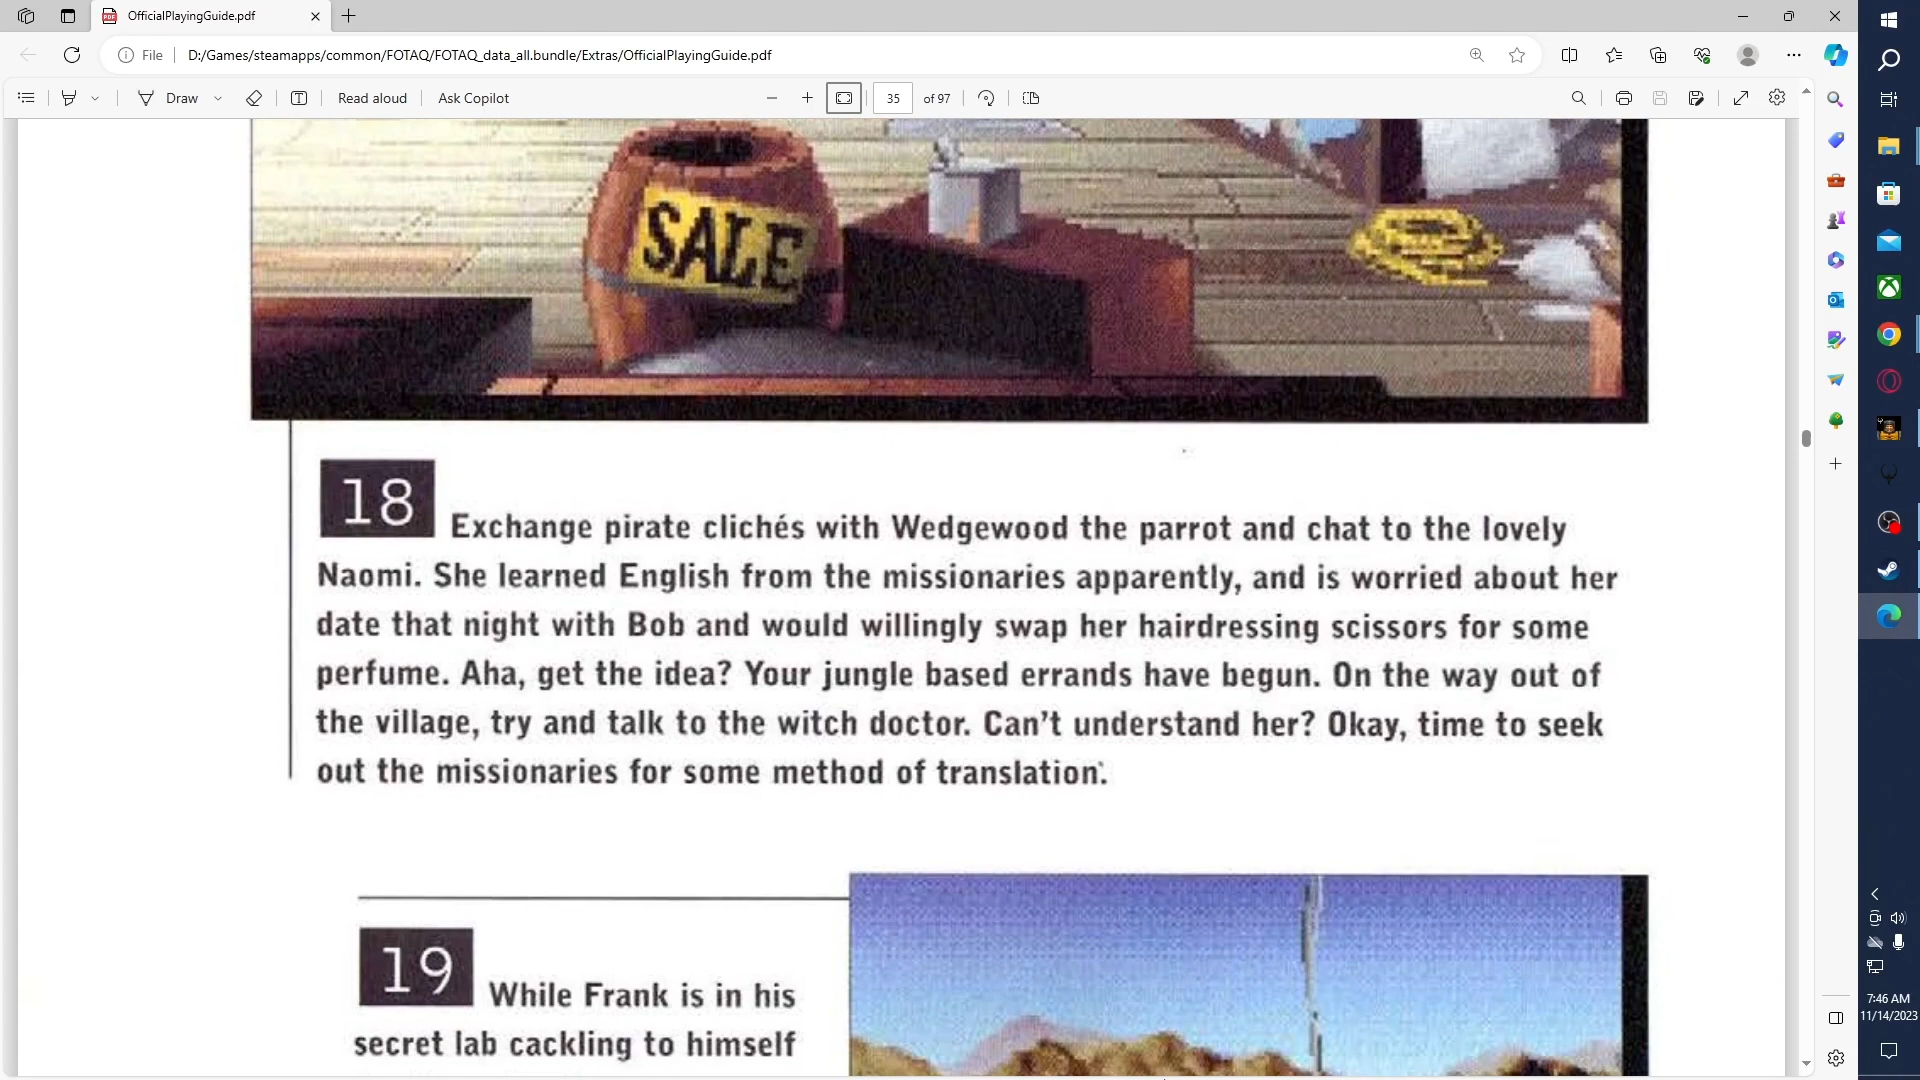 OfficialPlayingGuide.pdf
File D:/Games/steamapps/common/FOTAQ/FOTAQ_data_all.bundle/Extras/OfficialPlayingGuide.pdf
Draw Read aloud Ask Copilot 35 of 97
SALE
18 Exchange pirate clichés with Wedgewood the parrot and chat to the lovely
Naomi. She learned English from the missionaries apparently, and is worried about her
date that night with Bob and would willingly swap her hairdressing scissors for some
perfume. Aha, get the idea? Your jungle based errands have begun. On the way out of
the village, try and talk to the witch doctor. Can't understand her? Okay, time to seek
out the missionaries for some method of translation.
19 While Frank is in his
secret lab cackling to himself
7:46 AM
11/14/2023